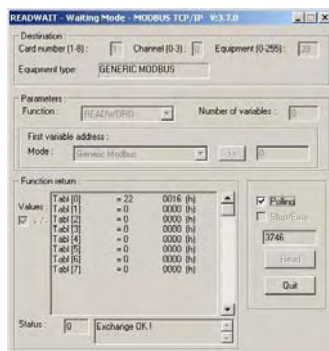 READWAIT - Waiting Mode - MODBUS TCP/IP V:3.7.0
Destination
Card number (1-8) : 1 Channel (0-3) : 0 Equipment (0-255) :
Equipment type GENERIC MODBUS
Parameters
Function : READWORD Number of variables :
First variable address :
Mode : Generic Modbus >> 0
Function return
Values :
Tabl [0] = 22 0016 (h)
Tabl [1] = 0 0000 (h)
Tabl [2] = 0 0000 (h)
Tabl [3] = 0 0000 (h)
Tabl [4] = 0 0000 (h)
Tabl [5] = 0 0000 (h)
Tabl [6] = 0 0000 (h)
Tabl [7] = 0 0000 (h)
Polling
3746
Read
Quit
Status : 0 Exchange OK !